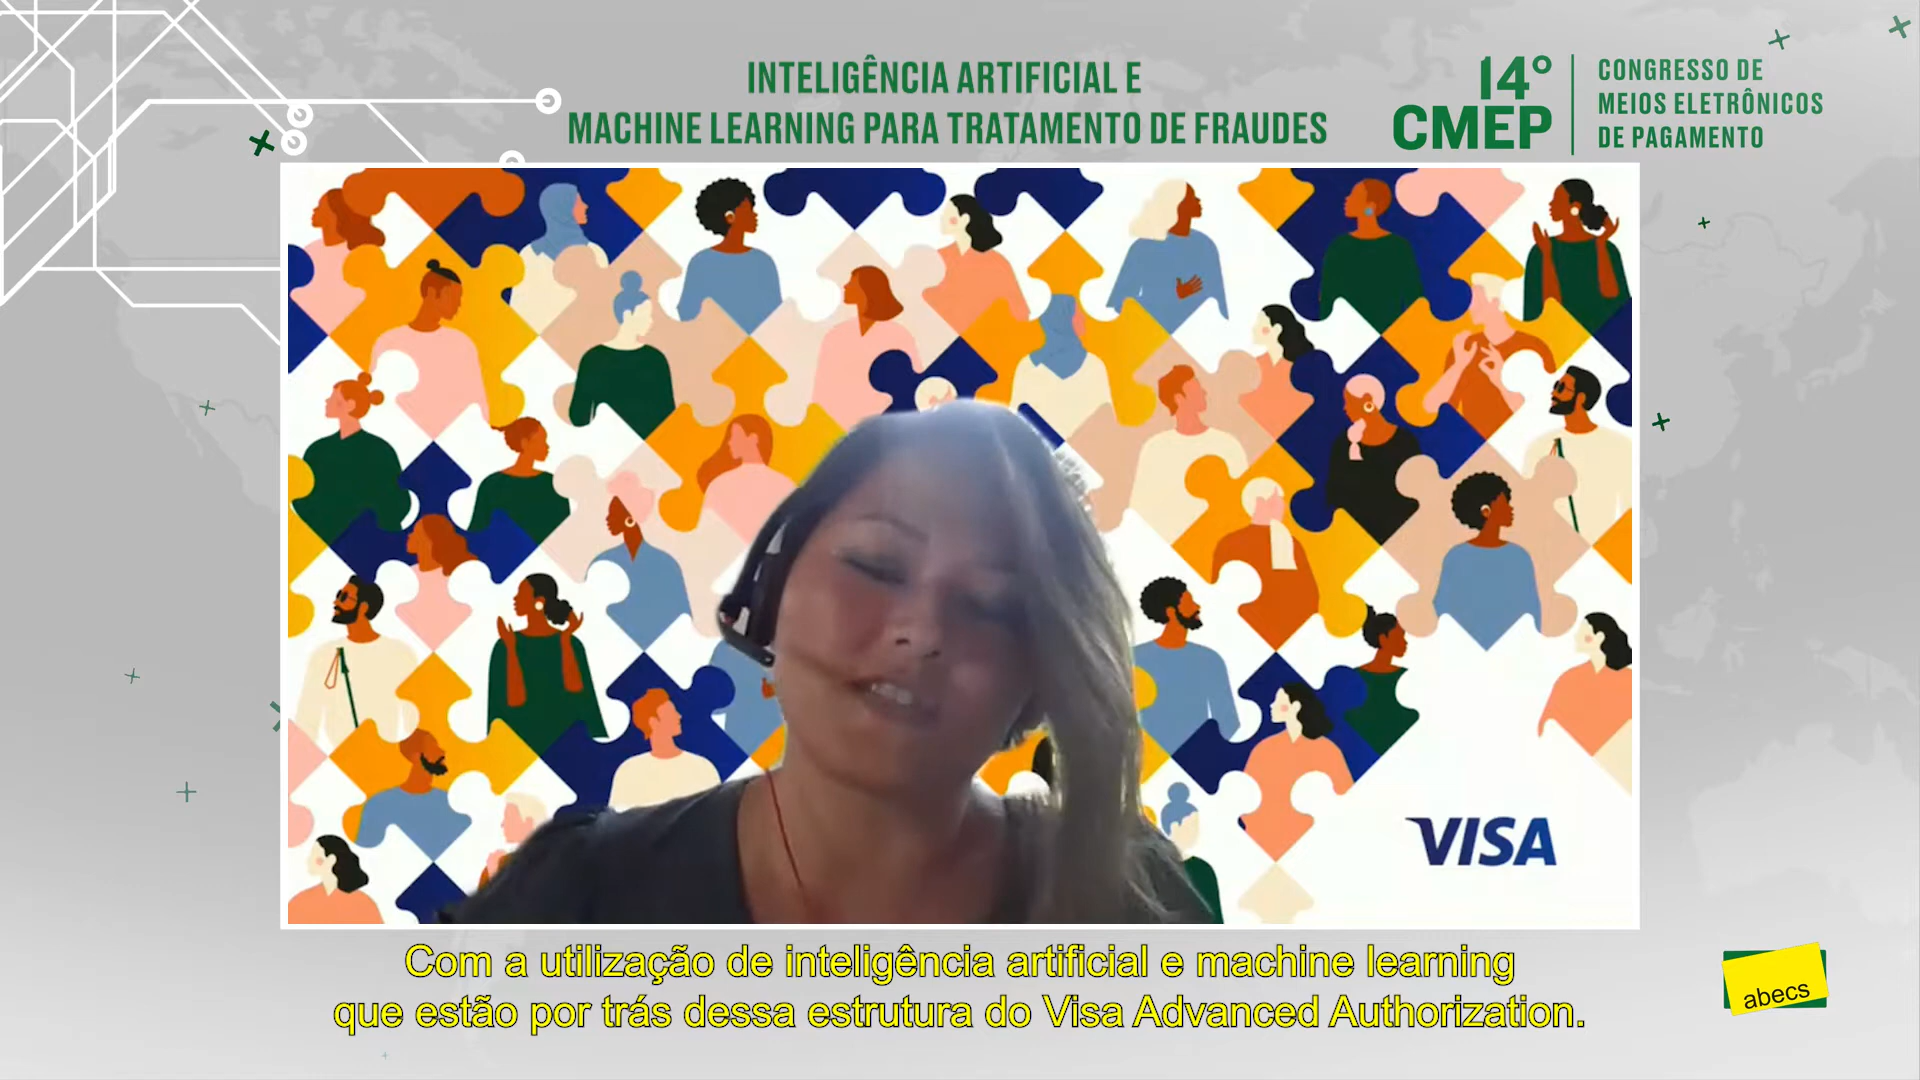 INTELIGÊNCIA ARTIFICIAL E
MACHINE LEARNING PARA TRATAMENTO DE FRAUDES
14º
CMEP
CONGRESSO DE
MEIOS ELETRÔNICOS
DE PAGAMENTO
VISA
Com a utilização de inteligência artificial e machine learning
que estão por trás dessa estrutura do Visa Advanced Authorization.
abecs